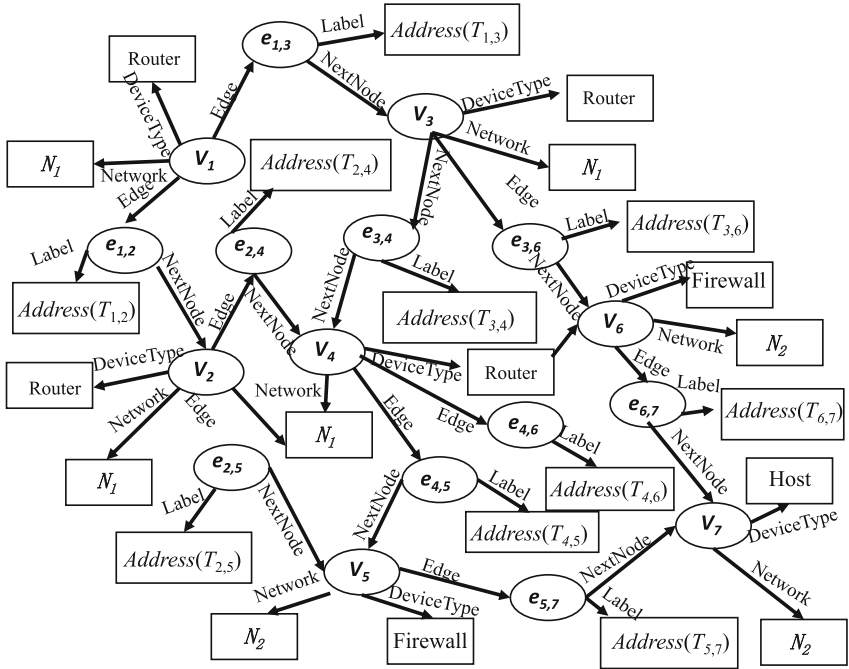 e1,3
Label
Address(T1,3)
Router
DeviceType
Edge
NextNode
V3
DeviceType
Router
Network
N1
V1
Network
N1
Edge
Address(T2,4)
NextNode
Edge
Label
e1,2
Label
NextNode
Address(T1,2)
e2,4
e3,4
Label
NextNode
Address(T3,4)
e3,6
Label
Address(T3,6)
NextNode
DeviceType
Firewall
V6
Network
N2
Edge
NextNode
Edge
V2
DeviceType
Router
Network
N1
Edge
V4
DeviceType
Router
Network
N1
Edge
Edge
e4,6
Label
Address(T4,6)
e6,7
Label
Address(T6,7)
NextNode
e2,5
Label
NextNode
Address(T2,5)
e4,5
Label
NextNode
Address(T4,5)
Host
V7
DeviceType
Network
N2
V5
Network
N2
DeviceType
Firewall
Edge
e5,7
NextNode
Label
Address(T5,7)